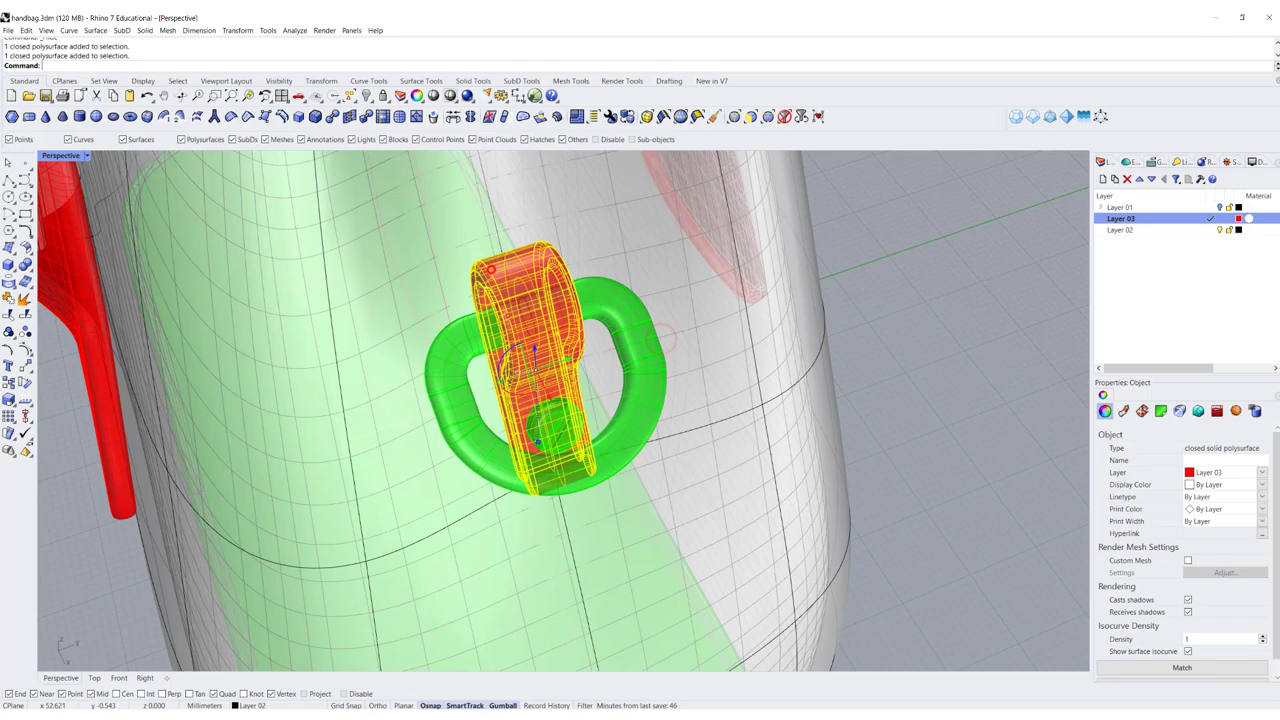 handbag.3dm (120 MB) - Rhino 7 Educational - [Perspective]
File Edit View Curve Surface SubD Solid Mesh Dimension Transform Tools Analyze Render Panels Help
1 closed polysurface added to selection.
1 closed polysurface added to selection.
Command:
Standard CPlanes Set View Display Select Viewport Layout Visibility Transform Curve Tools Surface Tools Solid Tools SubD Tools Mesh Tools Render Tools Drafting New in V7
Points Curves Surfaces Polysurfaces SubDs Meshes Annotations Lights Blocks Control Points Point Clouds Hatches Others Disable Sub-objects
Perspective
Layer Material
Layer 01
Layer 03
Layer 02
Properties: Object
Object
Type closed solid polysurface
Name
Layer Layer 03
Display Color By Layer
Linetype By Layer
Print Color By Layer
Print Width By Layer
Hyperlink ...
Render Mesh Settings
Custom Mesh
Settings Adjust...
Rendering
Casts shadows
Receives shadows
Isocurve Density
Density 1
Show surface isocurve
Match
z y x
Perspective Top Front Right
End Near Point Mid Cen Int Perp Tan Quad Knot Vertex Project Disable
CPlane x 52.621 y -0.543 z 0.000 Millimeters Layer 02 Grid Snap Ortho Planar Osnap SmartTrack Gumball Record History Filter Minutes from last save: 46